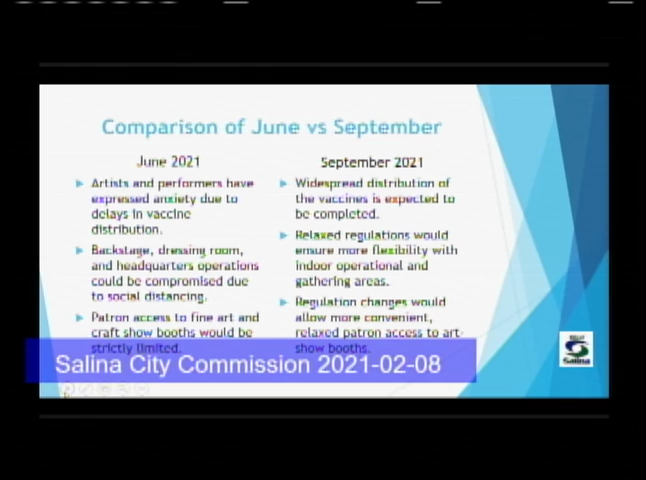 Comparison of June vs September
June 2021
Artists and performers have
expressed anxiety due to
delays in vaccine
distribution.
Backstage, dressing room,
and headquarters operations
could be compromised due
to social distancing.
Patron access to fine art and
craft show booths would be
strictly limited.
September 2021
Widespread distribution of
the vaccines is expected to
be completed.
Relaxed regulations would
ensure more flexibility with
indoor operational and
gathering areas.
Regulation changes would
allow more convenient,
relaxed patron access to art
show booths.
Salina
Salina City Commission 2021-02-08